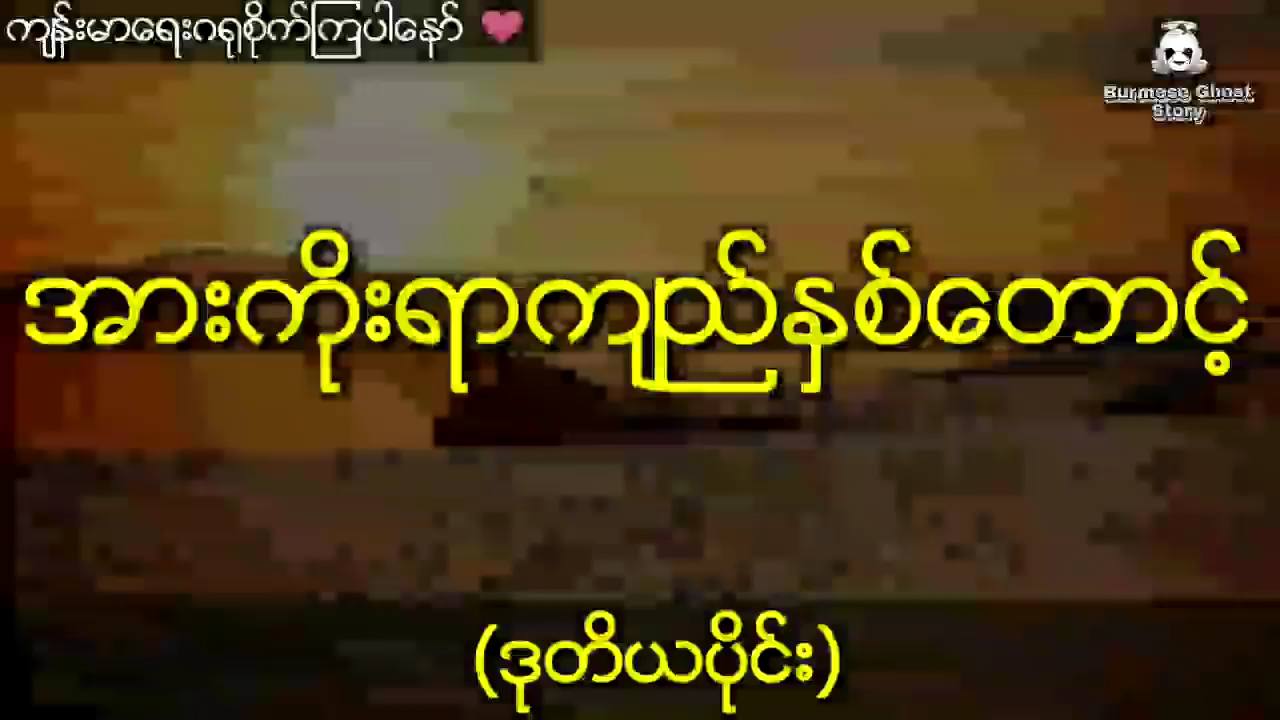 ကျန်းမာရေးဂရုစိုက်ကြပါနော် ❤
Burmese Ghost
Story
အားကိုးရာကျည်နှစ်တောင့်
(ဒုတိယပိုင်း)